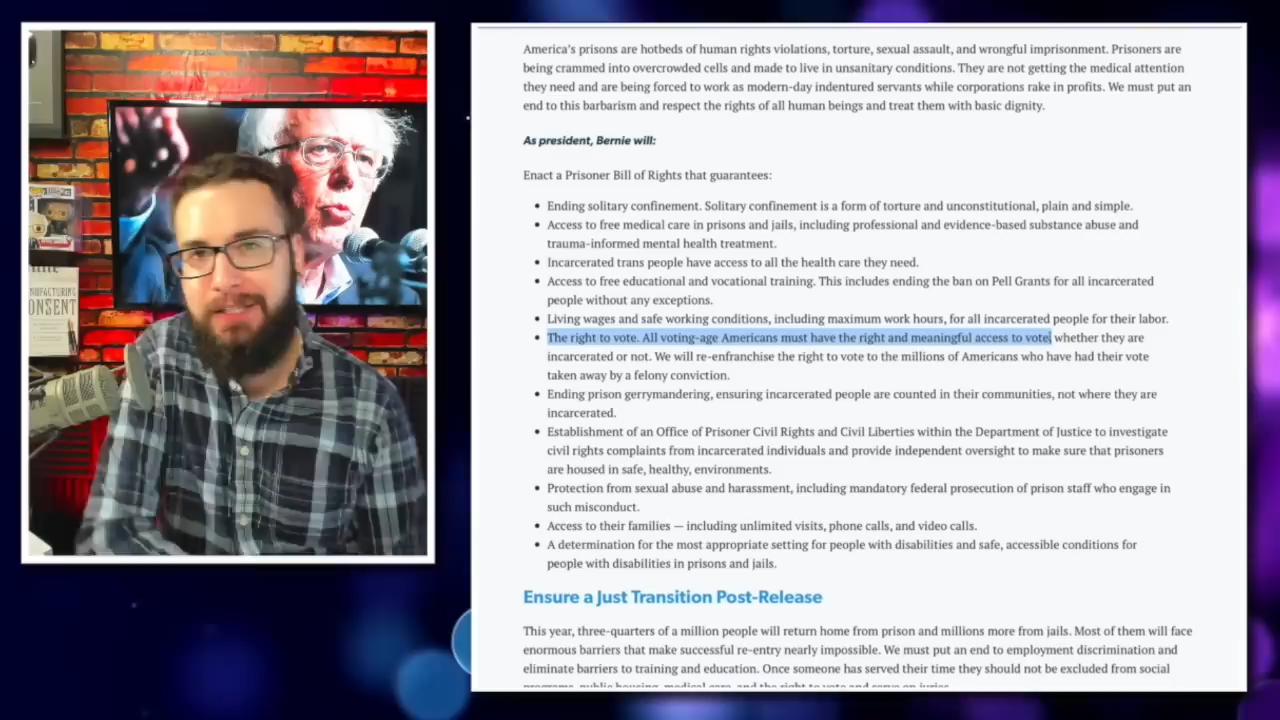 America's prisons are hotbeds of human rights violations, torture, sexual assault, and wrongful imprisonment. Prisoners are
being crammed into overcrowded cells and made to live in unsanitary conditions. They are not getting the medical attention
they need and are being forced to work as modern-day indentured servants while corporations rake in profits. We must put an
end to this barbarism and respect the rights of all human beings and treat them with basic dignity.
As president, Bernie will:
Enact a Prisoner Bill of Rights that guarantees:
• Ending solitary confinement. Solitary confinement is a form of torture and unconstitutional, plain and simple.
• Access to free medical care in prisons and jails, including professional and evidence-based substance abuse and
trauma-informed mental health treatment.
• Incarcerated trans people have access to all the health care they need.
• Access to free educational and vocational training. This includes ending the ban on Pell Grants for all incarcerated
people without any exceptions.
• Living wages and safe working conditions, including maximum work hours, for all incarcerated people for their labor.
• The right to vote. All voting-age Americans must have the right and meaningful access to vote, whether they are
incarcerated or not. We will re-enfranchise the right to vote to the millions of Americans who have had their vote
taken away by a felony conviction.
• Ending prison gerrymandering, ensuring incarcerated people are counted in their communities, not where they are
incarcerated.
• Establishment of an Office of Prisoner Civil Rights and Civil Liberties within the Department of Justice to investigate
civil rights complaints from incarcerated individuals and provide independent oversight to make sure that prisoners
are housed in safe, healthy, environments.
• Protection from sexual abuse and harassment, including mandatory federal prosecution of prison staff who engage in
such misconduct.
• Access to their families — including unlimited visits, phone calls, and video calls.
• A determination for the most appropriate setting for people with disabilities and safe, accessible conditions for
people with disabilities in prisons and jails.
Ensure a Just Transition Post-Release
This year, three-quarters of a million people will return home from prison and millions more from jails. Most of them will face
enormous barriers that make successful re-entry nearly impossible. We must put an end to employment discrimination and
eliminate barriers to training and education. Once someone has served their time they should not be excluded from social
programs, public housing, medical care, and the right to vote and serve on juries.